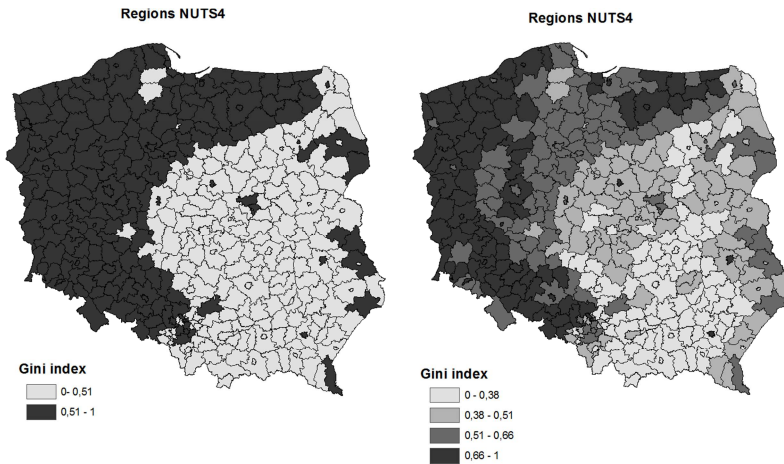 Regions NUTS4
Gini index
0- 0,51
0,51 - 1
Regions NUTS4
Gini index
0 - 0,38
0,38 - 0,51
0,51 - 0,66
0,66 - 1